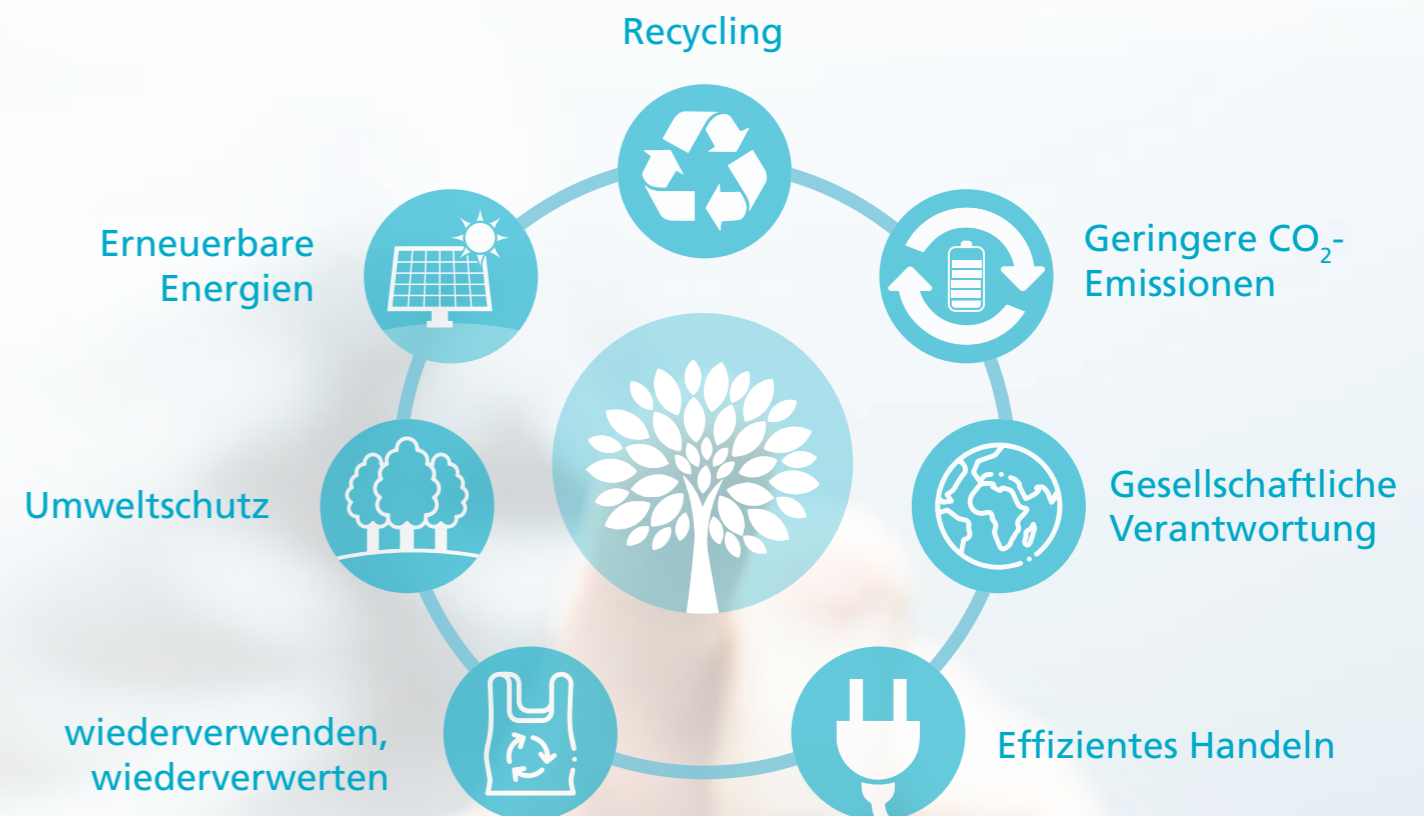 Recycling
Geringere CO₂-
Emissionen
Gesellschaftliche
Verantwortung
Effizientes Handeln
wiederverwenden,
wiederverwerten
Umweltschutz
Erneuerbare
Energien